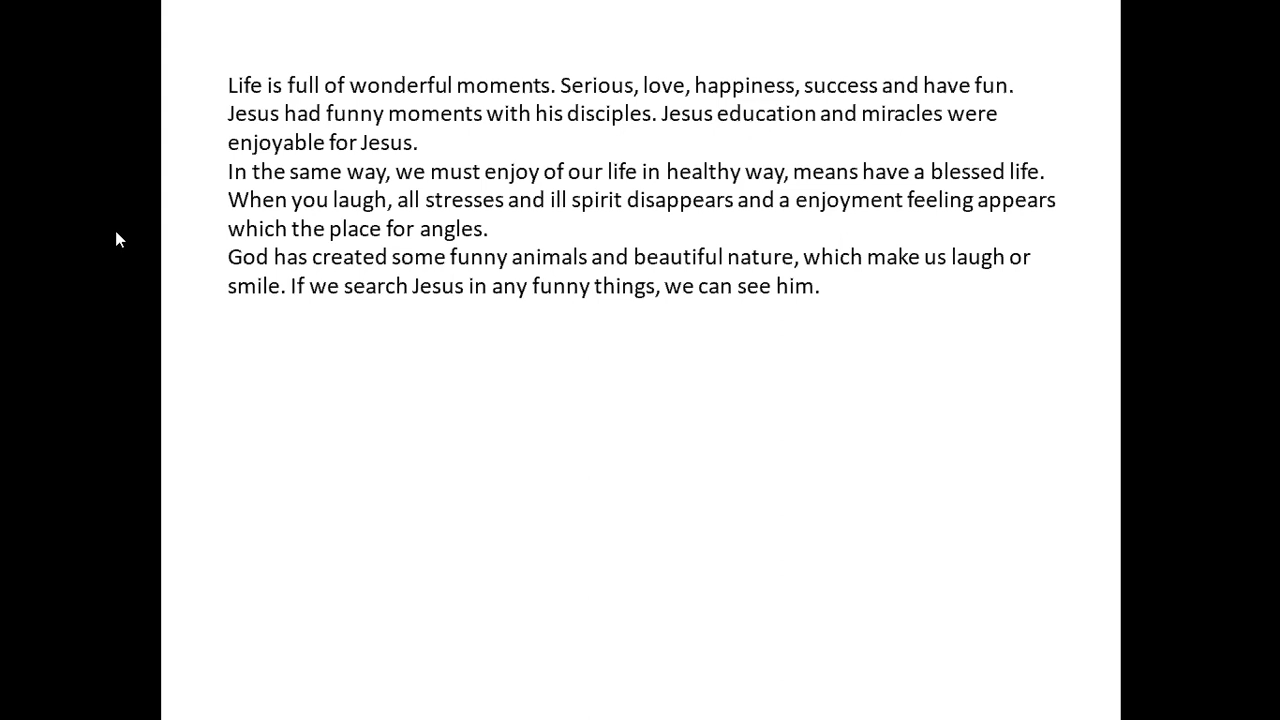 Life is full of wonderful moments. Serious, love, happiness, success and have fun.
Jesus had funny moments with his disciples. Jesus education and miracles were
enjoyable for Jesus.
In the same way, we must enjoy of our life in healthy way, means have a blessed life.
When you laugh, all stresses and ill spirit disappears and a enjoyment feeling appears
which the place for angles.
God has created some funny animals and beautiful nature, which make us laugh or
smile. If we search Jesus in any funny things, we can see him.